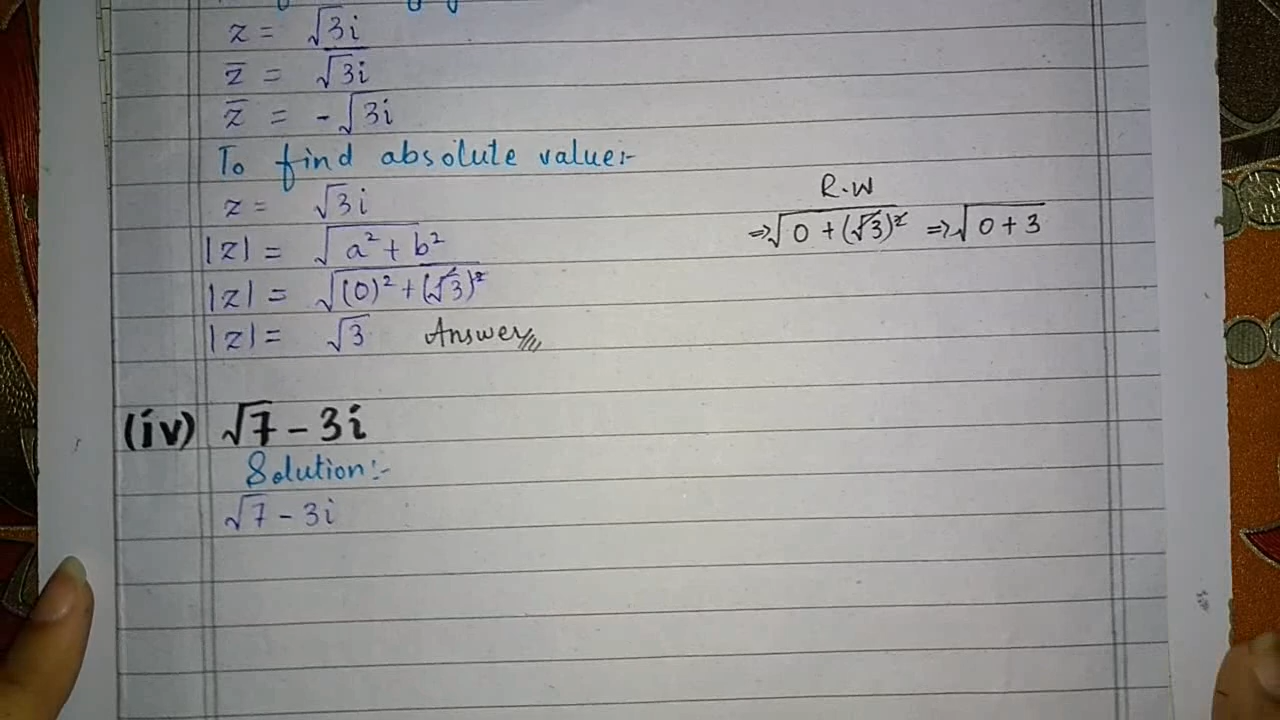 z = √3i
z̅ = √3i
z̅ = -√3i
To find absolute value:-
z = √3i
|z| = √a² + b²
|z| = √(0)² + (√3)²
|z| = √3 Answer
R.W
⇒√0 + (√3)² ⇒√0 + 3
(iv) √7 - 3i
Solution:-
√7 - 3i